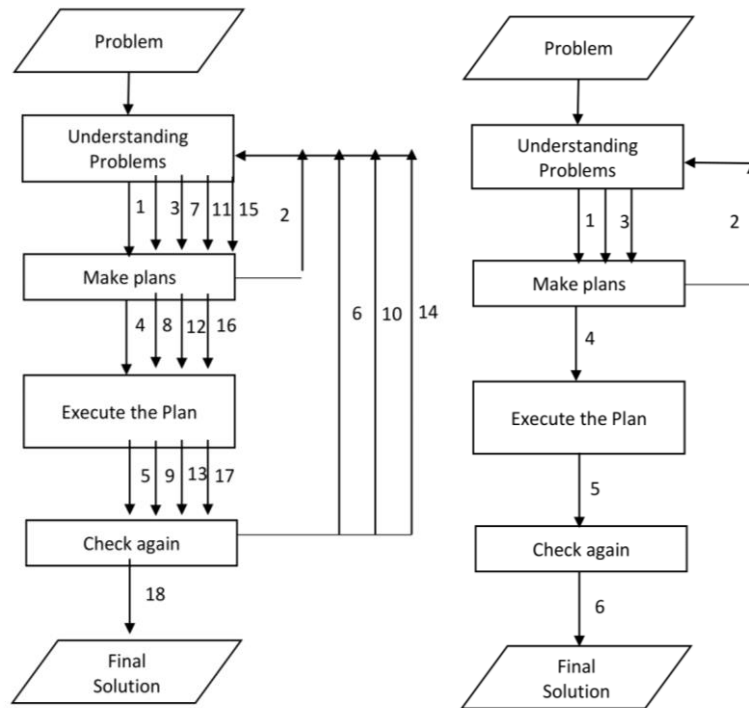 Problem
Understanding
Problems
1 3 7 11 15 2
Make plans
4 8 12 16 6 10 14
Execute the Plan
5 9 13 17
Check again
18
Final
Solution
Problem
Understanding
Problems
1 3 2
Make plans
4
Execute the Plan
5
Check again
6
Final
Solution